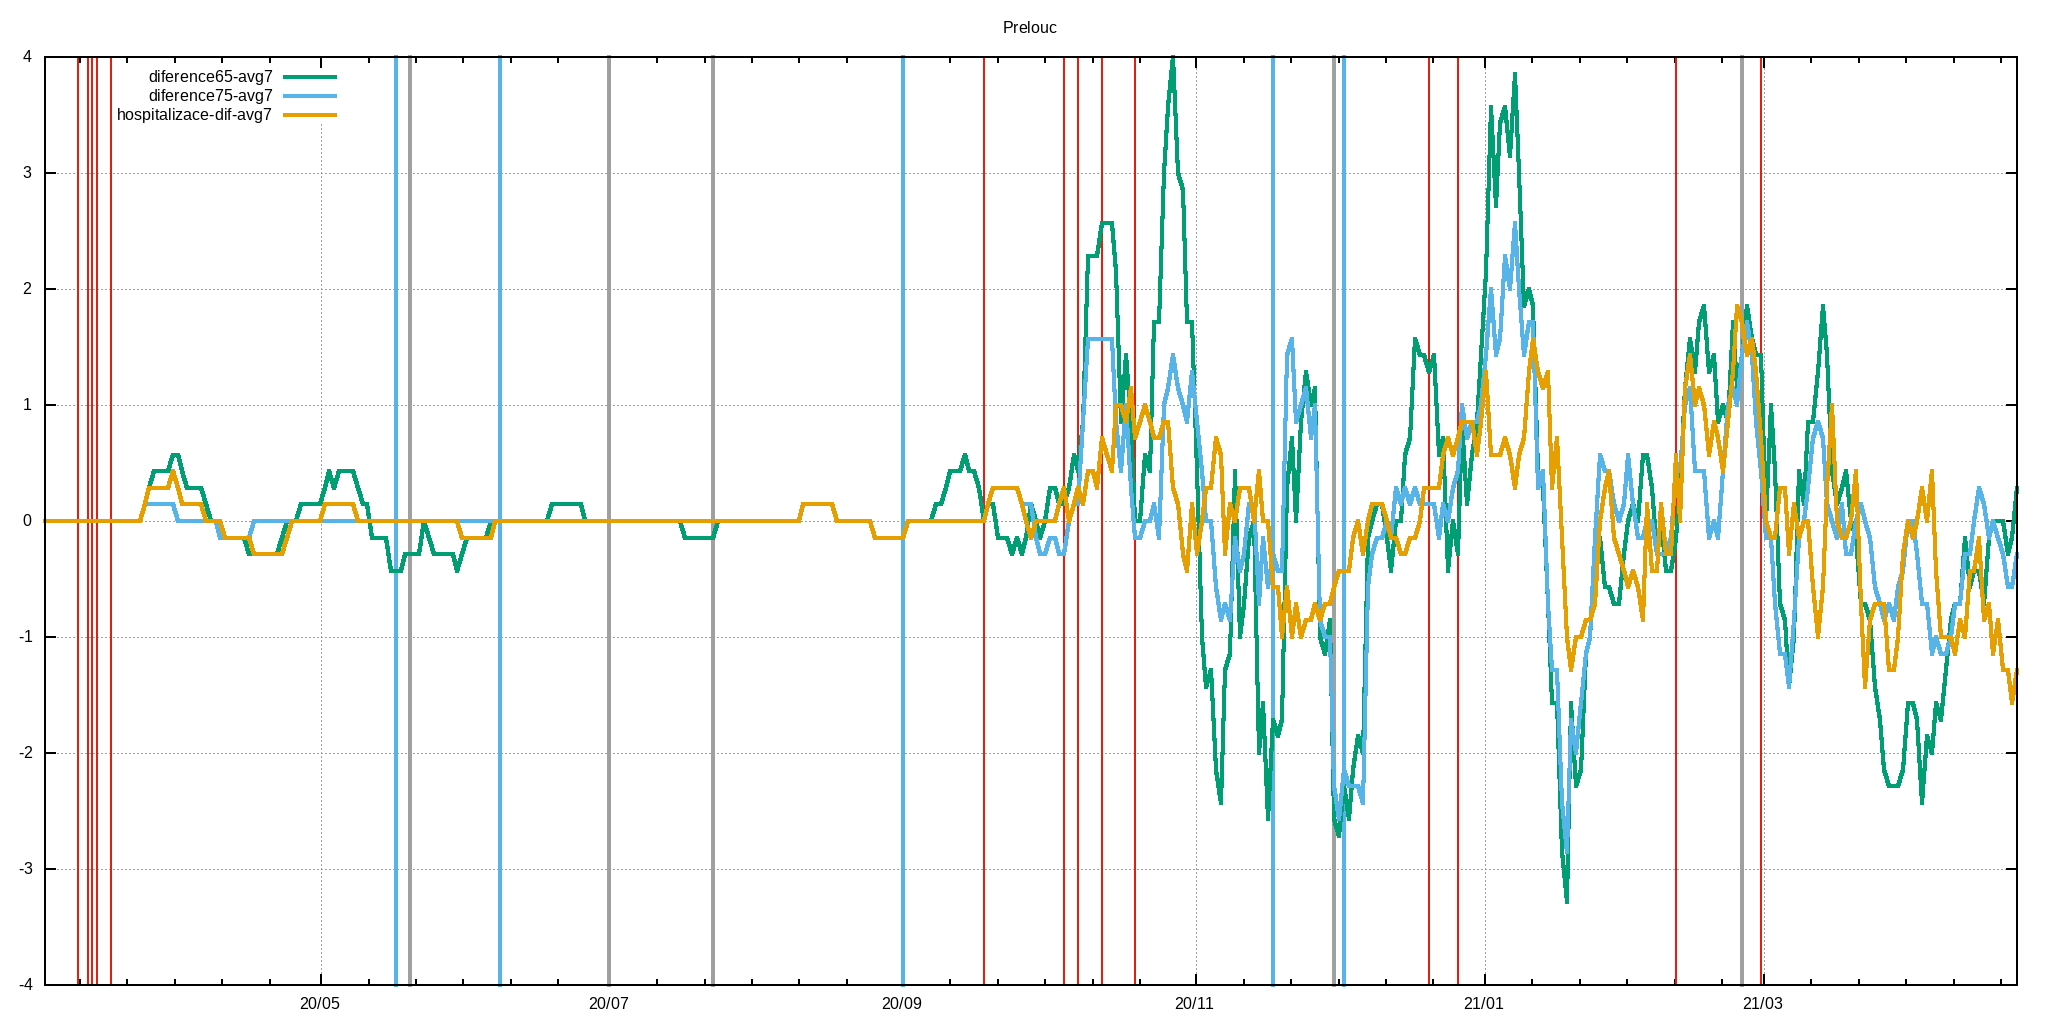 Prelouc
diference65-avg7
diference75-avg7
hospitalizace-dif-avg7
4
3
2
1
0
-1
-2
-3
-4
20/05 20/07 20/09 20/11 21/01 21/03